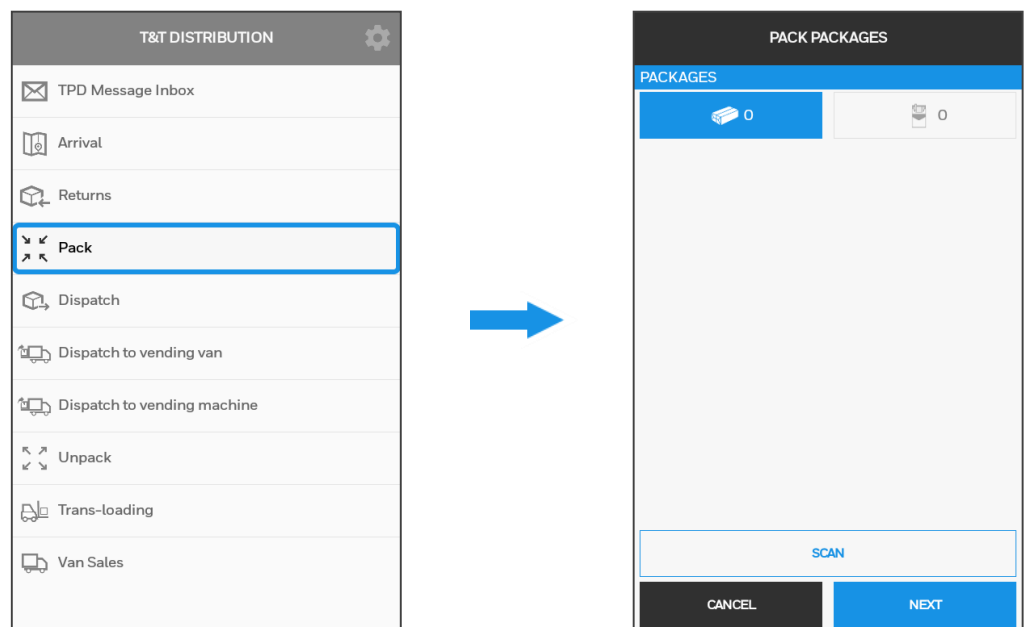 T&T DISTRIBUTION
TPD Message Inbox
Arrival
Returns
Pack
Dispatch
Dispatch to vending van
Dispatch to vending machine
Unpack
Trans-loading
Van Sales
PACK PACKAGES
PACKAGES
0 0
SCAN
CANCEL NEXT